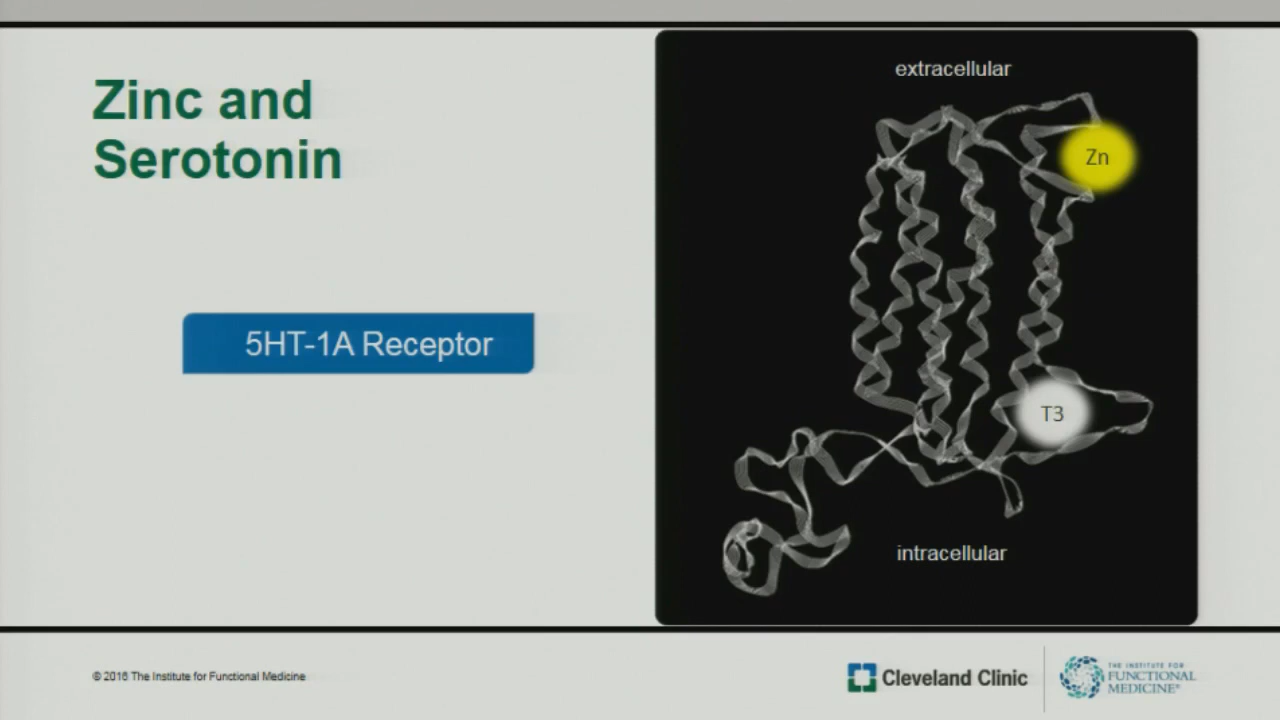 Zinc and
Serotonin
5HT-1A Receptor
extracellular
Zn
T3
intracellular
© 2016 The Institute for Functional Medicine
Cleveland Clinic
THE INSTITUTE FOR
FUNCTIONAL
MEDICINE®